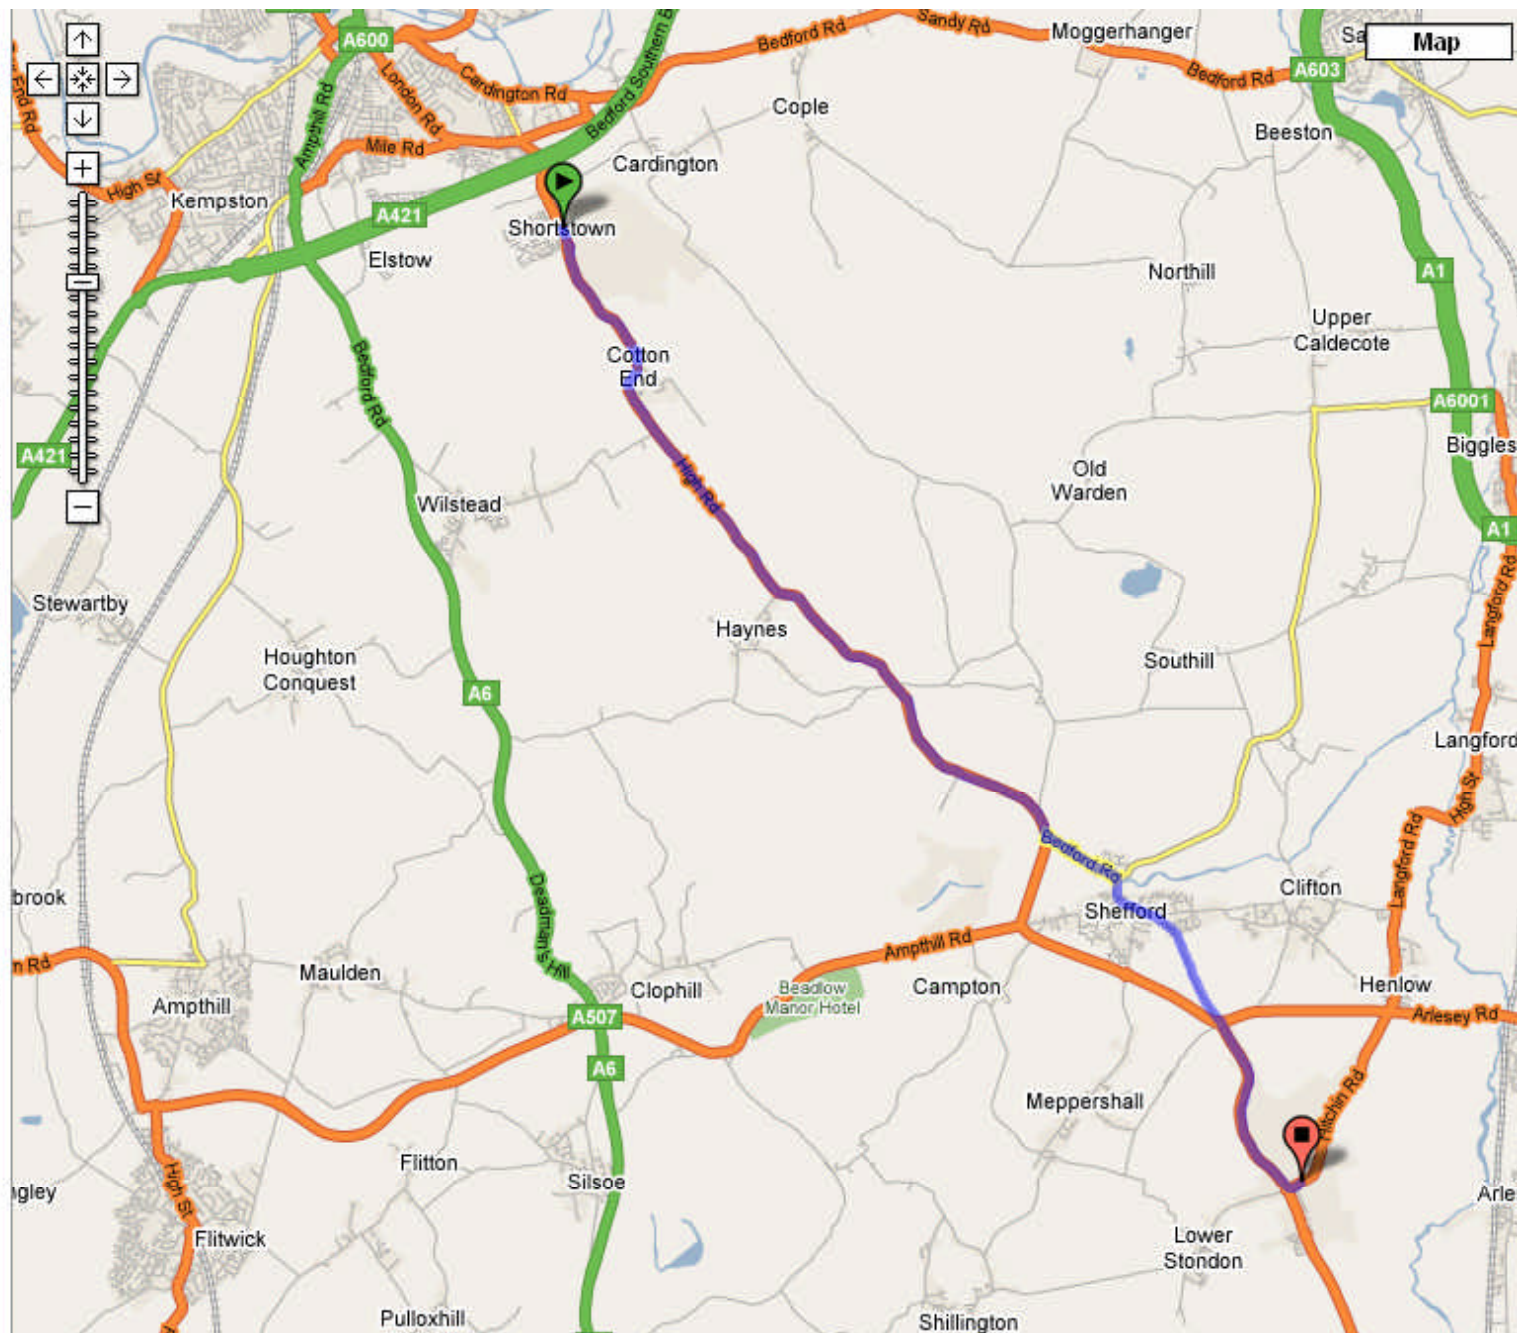 A600
Sandy Rd
Moggerhanger
Sa
Map
Bedford Rd
Bedford Southern B
London Rd
Cardington Rd
Bedford Rd
A603
End Rd
Ampthill Rd
Cople
Beeston
Mile Rd
Cardington
High St
Kempston
A421
Shortstown
Elstow
Northill
A1
Upper
Caldecote
Cotton
End
Bedford Rd
A6001
A421
Biggles
High Rd
Old
Warden
Wilstead
A1
Stewartby
Langford Rd
Haynes
Houghton
Conquest
Southill
A6
Langford
High St
Langford Rd
Bedford Rd
brook
Deadman's Hill
Clifton
Shefford
Ampthill Rd
n Rd
Maulden
Clophill
Beadlow
Manor Hotel
Campton
Henlow
Ampthill
A507
Arlesey Rd
A6
Meppershall
Hitchin Rd
Flitton
Silsoe
gley
High St
Arle
Flitwick
Lower
Stondon
Pulloxhill
Shillington